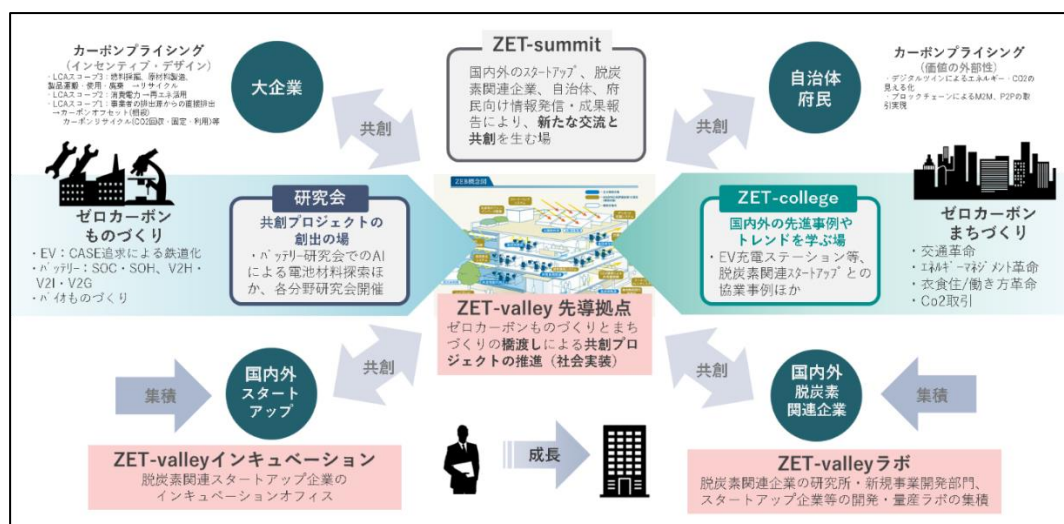 カーボンプライシング
(インセンティブ・デザイン)
・LCAスコープ3：燃料採掘、原材料製造、
製品運搬・使用・廃棄 →リサイクル
・LCAスコープ2：消費電力→再エネ活用
・LCAスコープ1：事業者の排出源からの直接排出
→カーボンオフセット(相殺)
カーボンリサイクル(CO2回収・固定・利用)等
大企業
共創
ZET-summit
国内外のスタートアップ、脱炭
素関連企業、自治体、府
民向け情報発信・成果報
告により、新たな交流と
共創を生む場
自治体
府民
共創
カーボンプライシング
(価値の外部性)
・デジタルツインによるエネルギー・CO2の
見える化
・ブロックチェーンによるM2M、P2Pの取
引実現
ゼロカーボン
ものづくり
・EV：CASE追求による鉄道化
・バッテリー：SOC・SOH、V2H・
V2I・V2G
・バイオものづくり
研究会
共創プロジェクトの
創出の場
・バッテリー研究会でのAI
による電池材料探索ほ
か、各分野研究会開催
ZEB概念図
ZET-college
国内外の先進事例や
トレンドを学ぶ場
・EV充電ステーション等、
脱炭素関連スタートアップとの
協業事例ほか
ゼロカーボン
まちづくり
・交通革命
・エネルギーマネジメント革命
・衣食住/働き方革命
・Co2取引
ZET-valley 先導拠点
ゼロカーボンものづくりとまち
づくりの橋渡しによる共創プロ
ジェクトの推進（社会実装）
集積
国内外
スタート
アップ
共創
共創
国内外
脱炭素
関連企業
集積
ZET-valleyインキュベーション
脱炭素関連スタートアップ企業の
インキュベーションオフィス
成長
ZET-valleyラボ
脱炭素関連企業の研究所・新規事業開発部門、
スタートアップ企業等の開発・量産ラボの集積